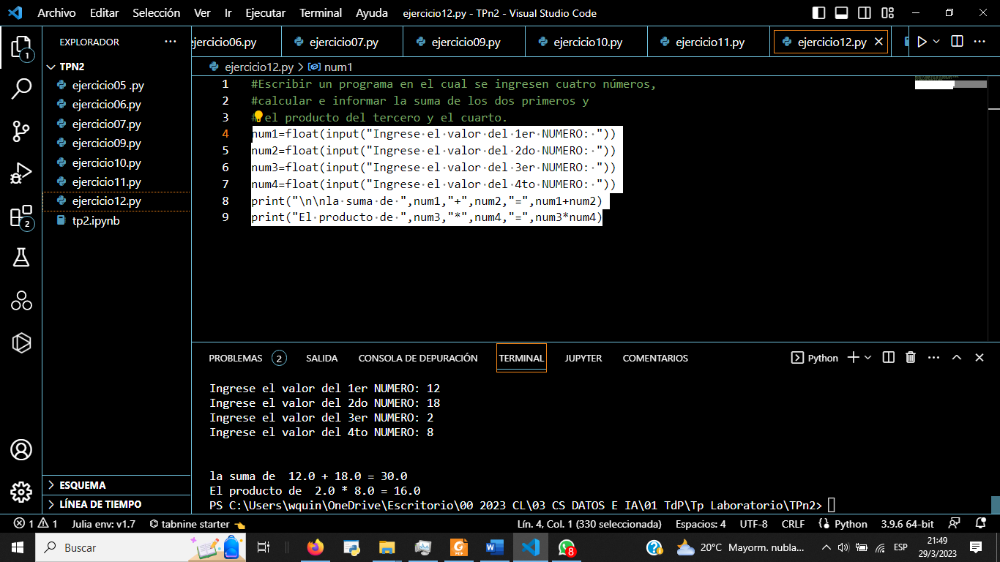 Archivo Editar Selección Ver Ir Ejecutar Terminal Ayuda ejercicio12.py - TPn2 - Visual Studio Code
EXPLORADOR ···
ejercicio06.py ejercicio07.py ejercicio09.py ejercicio10.py ejercicio11.py ejercicio12.py
1
TPN2
ejercicio05 .py
ejercicio06.py
ejercicio07.py
ejercicio09.py
ejercicio10.py
ejercicio11.py
ejercicio12.py
tp2.ipynb
2
ejercicio12.py > num1
1 #Escribir un programa en el cual se ingresen cuatro números,
2 #calcular e informar la suma de los dos primeros y
3 # el producto del tercero y el cuarto.
4 num1=float(input("Ingrese·el·valor·del·1er·NUMERO:·"))
5 num2=float(input("Ingrese·el·valor·del·2do·NUMERO:·"))
6 num3=float(input("Ingrese·el·valor·del·3er·NUMERO:·"))
7 num4=float(input("Ingrese·el·valor·del·4to·NUMERO:·"))
8 print("\n\nla·suma·de·",num1,"+",num2,"=",num1+num2)
9 print("El·producto·de·",num3,"*",num4,"=",num3*num4)
PROBLEMAS 2 SALIDA CONSOLA DE DEPURACIÓN TERMINAL JUPYTER COMENTARIOS Python
Ingrese el valor del 1er NUMERO: 12
Ingrese el valor del 2do NUMERO: 18
Ingrese el valor del 3er NUMERO: 2
Ingrese el valor del 4to NUMERO: 8
la suma de  12.0 + 18.0 = 30.0
El producto de  2.0 * 8.0 = 16.0
PS C:\Users\wquin\OneDrive\Escritorio\00 2023 CL\03 CS DATOS E IA\01 TdP\Tp Laboratorio\TPn2>
ESQUEMA
LÍNEA DE TIEMPO
1 1 Julia env: v1.7 tabnine starter Lín. 4, Col. 1 (330 seleccionada) Espacios: 4 UTF-8 CRLF Python 3.9.6 64-bit
Buscar PDF 8 20°C Mayorm. nubla... ESP 21:49
29/3/2023